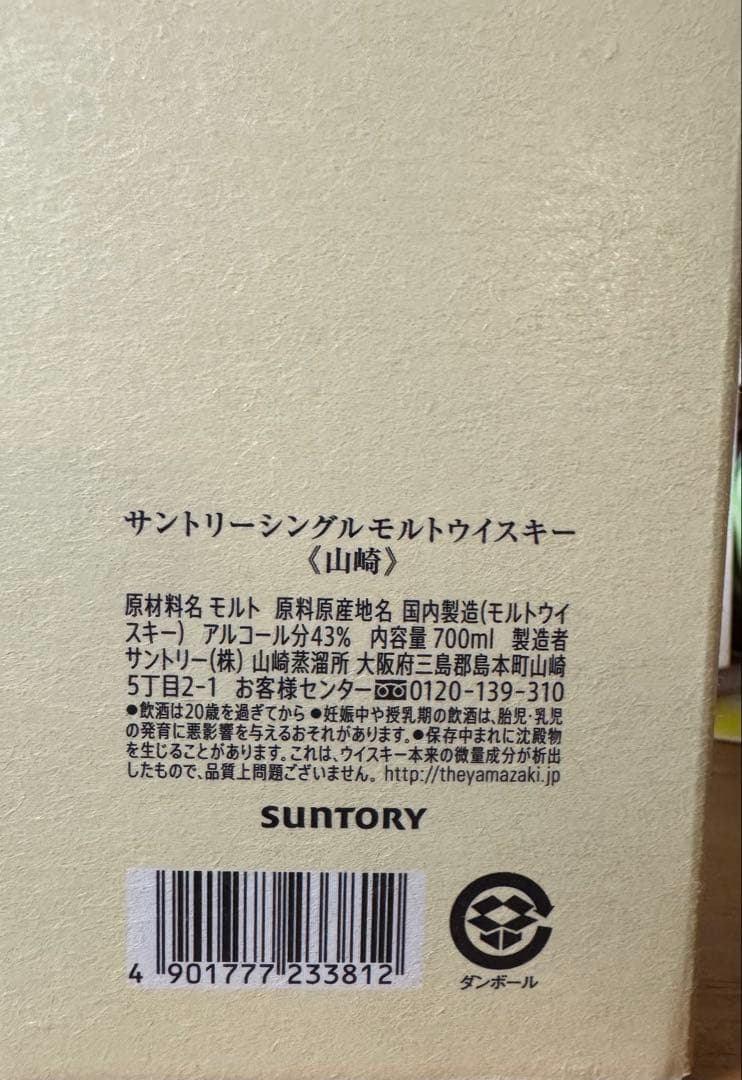 サントリーシングルモルトウイスキー
《山崎》
原材料名 モルト 原料原産地名 国内製造(モルトウイ
スキー) アルコール分43% 内容量 700ml 製造者
サントリー(株) 山崎蒸溜所 大阪府三島郡島本町山崎
5丁目2-1 お客様センター 0120-139-310
●飲酒は20歳を過ぎてから ●妊娠中や授乳期の飲酒は、胎児・乳児
の発育に悪影響を与えるおそれがあります。●保存中まれに沈殿物
を生じることがあります。これは、ウイスキー本来の微量成分が析出
したもので、品質上問題ございません。 http://theyamazaki.jp
SUNTORY
4 901777 233812
ダンボール